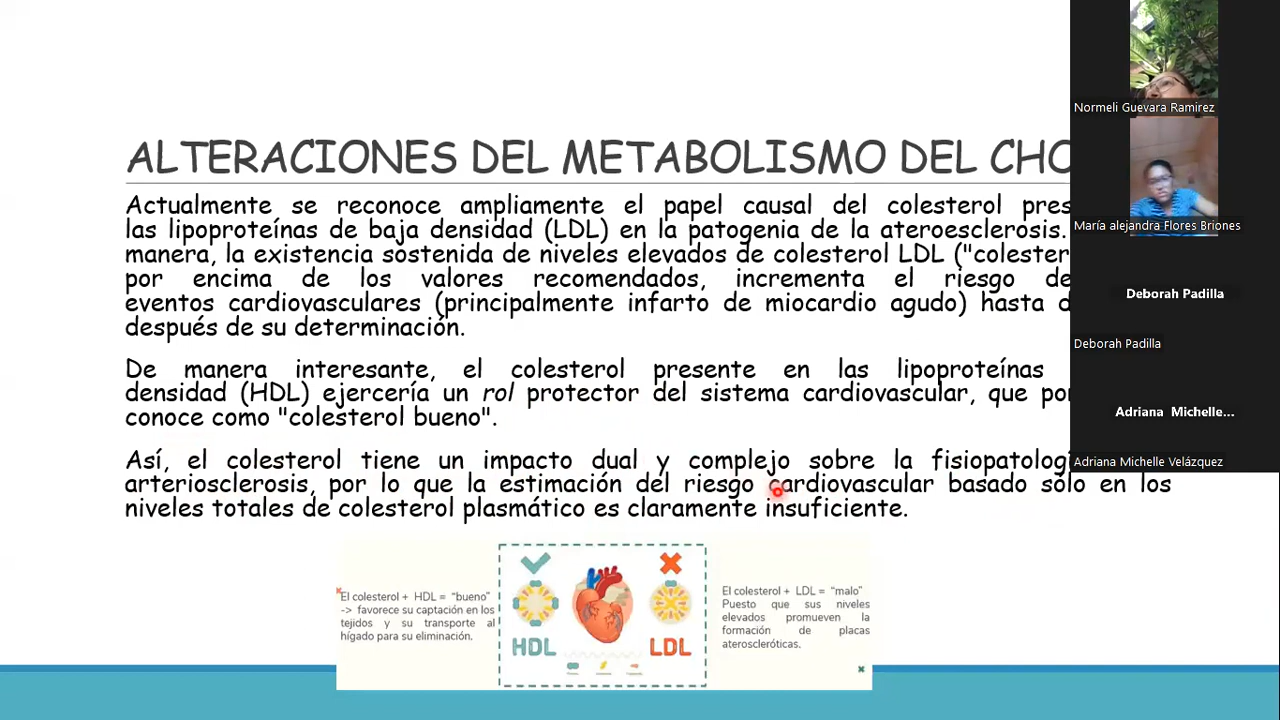 ALTERACIONES DEL METABOLISMO DEL CHO
Actualmente se reconoce ampliamente el papel causal del colesterol pres
las lipoproteínas de baja densidad (LDL) en la patogenia de la ateroesclerosis.
manera, la existencia sostenida de niveles elevados de colesterol LDL ("colester
por encima de los valores recomendados, incrementa el riesgo de
eventos cardiovasculares (principalmente infarto de miocardio agudo) hasta d
después de su determinación.
De manera interesante, el colesterol presente en las lipoproteínas
densidad (HDL) ejercería un rol protector del sistema cardiovascular, que por
conoce como "colesterol bueno".
Así, el colesterol tiene un impacto dual y complejo sobre la fisiopatologí
arteriosclerosis, por lo que la estimación del riesgo cardiovascular basado sólo en los
niveles totales de colesterol plasmático es claramente insuficiente.
El colesterol + HDL = "bueno"
-> favorece su captación en los
tejidos y su transporte al
hígado para su eliminación.
HDL
LDL
El colesterol + LDL = "malo"
Puesto que sus niveles
elevados promueven la
formación de placas
ateroscleróticas.
Normeli Guevara Ramirez
María alejandra Flores Briones
Deborah Padilla
Deborah Padilla
Adriana Michelle...
Adriana Michelle Velázquez